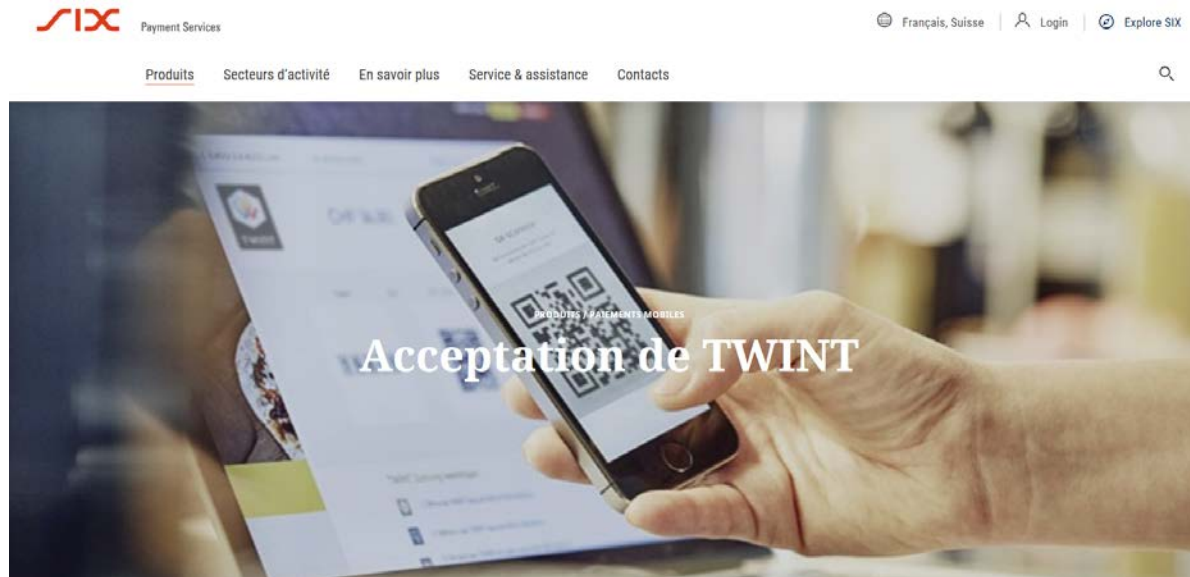 SIX Payment Services
Français, Suisse
Login
Explore SIX
Produits Secteurs d'activité En savoir plus Service & assistance Contacts
TWINT
PRODUITS / PAIEMENTS MOBILES
Acceptation de TWINT